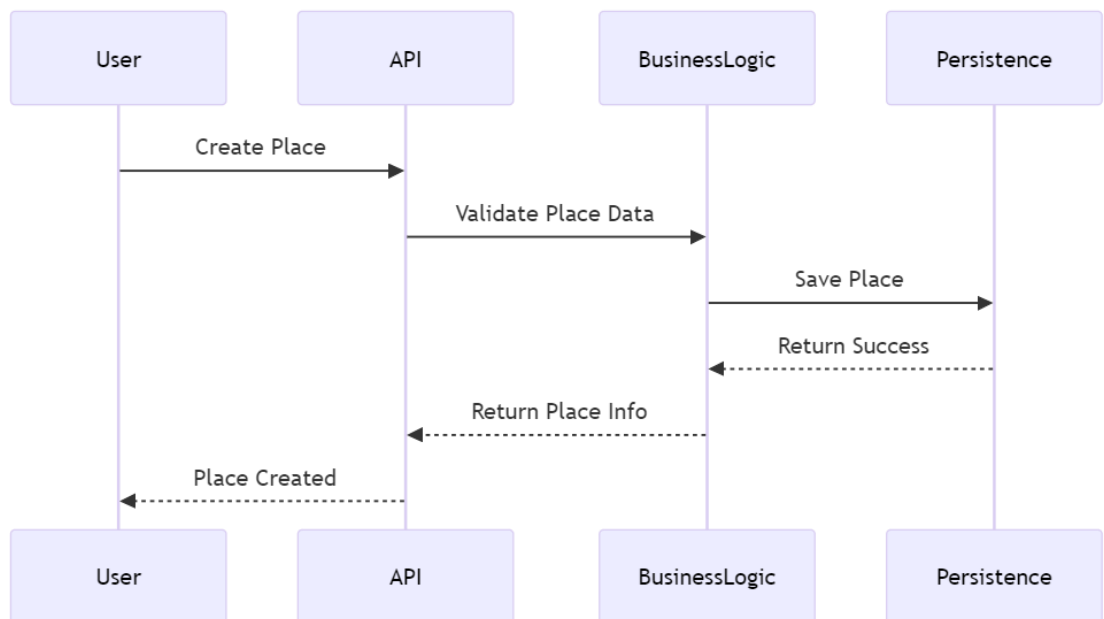 User
API
BusinessLogic
Persistence
Create Place
Validate Place Data
Save Place
Return Success
Return Place Info
Place Created
User
API
BusinessLogic
Persistence